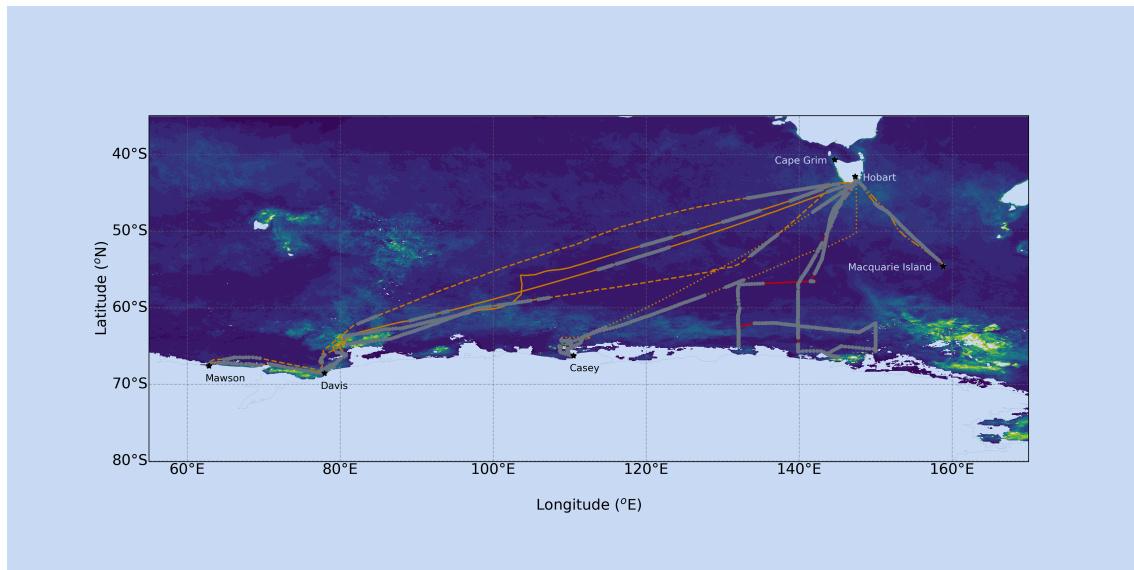 40°S
50°S
60°S
70°S
80°S
Latitude (°N)
Cape Grim
Hobart
Macquarie Island
Mawson
Davis
Casey
60°E
80°E
100°E
120°E
140°E
160°E
Longitude (°E)